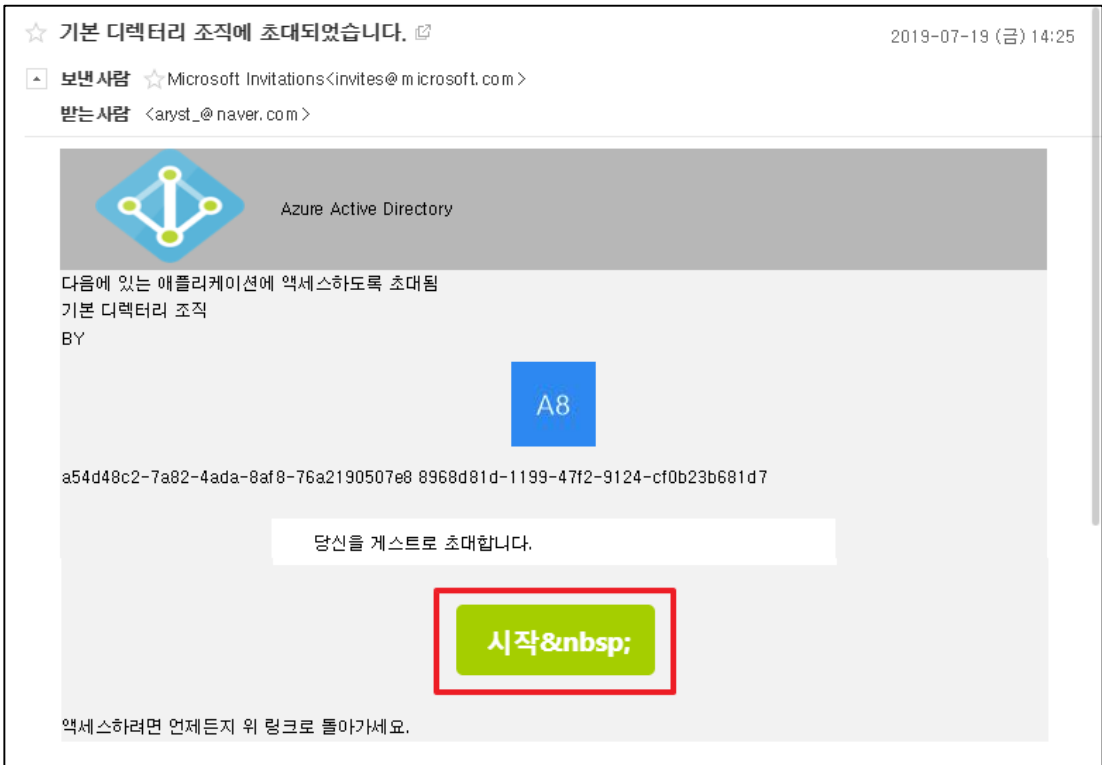 기본 디렉터리 조직에 초대되었습니다.
2019-07-19 (금) 14:25
보낸사람 Microsoft Invitations<invites@microsoft.com>
받는사람 <aryst_@naver.com>
Azure Active Directory
다음에 있는 애플리케이션에 액세스하도록 초대됨
기본 디렉터리 조직
BY
A8
a54d48c2-7a82-4ada-8af8-76a2190507e8 8968d81d-1199-47f2-9124-cf0b23b681d7
당신을 게스트로 초대합니다.
시작&nbsp;
액세스하려면 언제든지 위 링크로 돌아가세요.